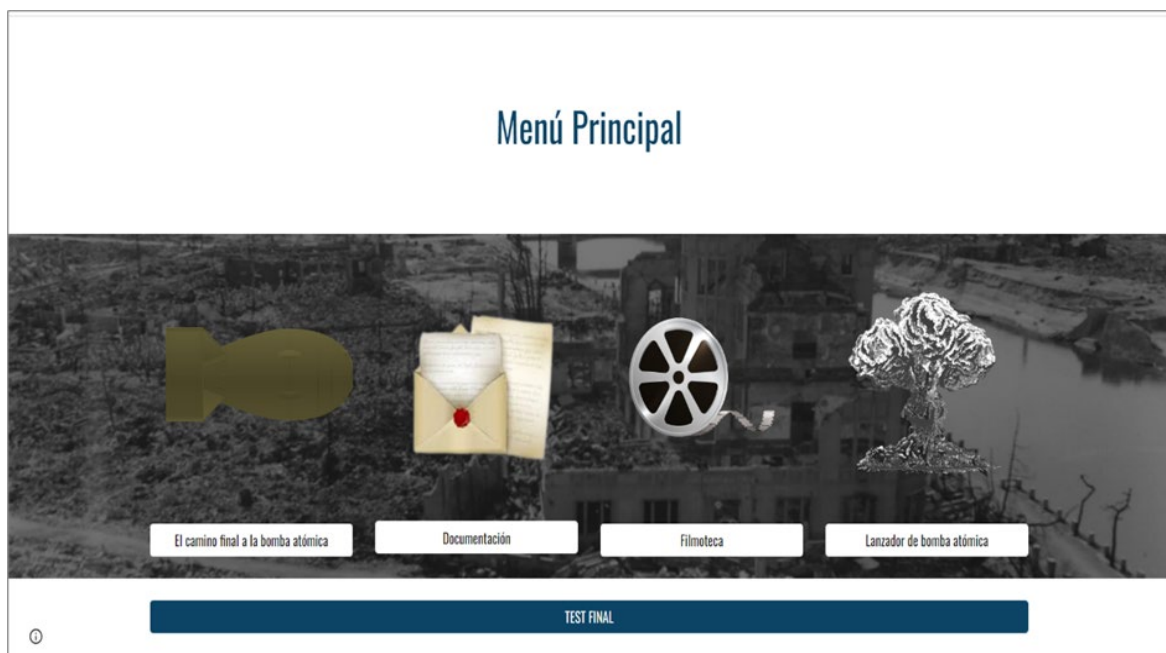 Menú Principal
El camino final a la bomba atómica
Documentación
Filmoteca
Lanzador de bomba atómica
TEST FINAL